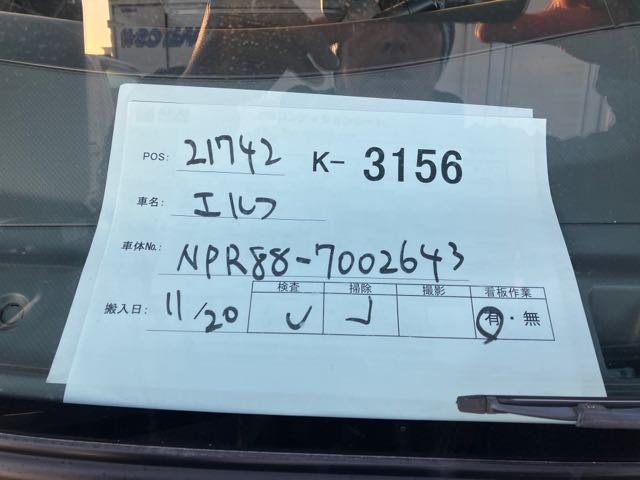 POS: 21742 K- 3156
車名: エルフ
車体No.: NPR88-7002643
検査 掃除 撮影 看板作業
搬入日: 11/20 ✓ ✓ 有・無